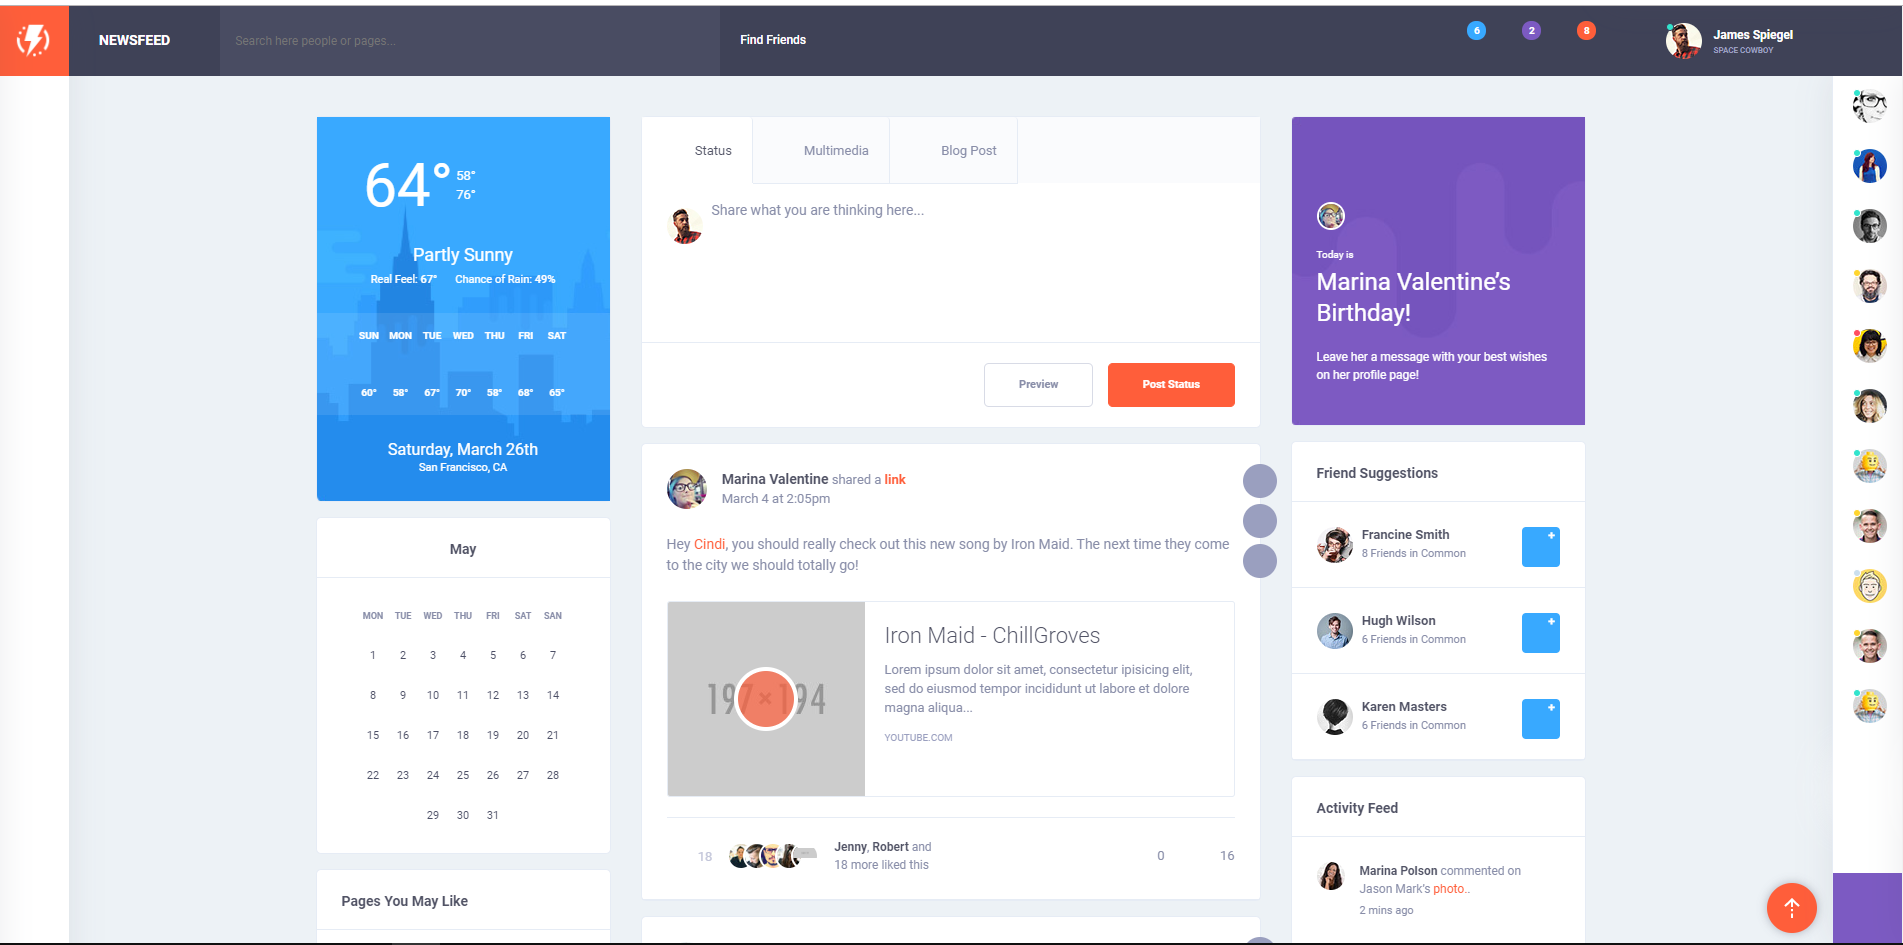 NEWSFEED
Search here people or pages...
Find Friends
6
2
8
James Spiegel
SPACE COWBOY
64°
58°
76°
Partly Sunny
Real Feel: 67° Chance of Rain: 49%
SUN MON TUE WED THU FRI SAT
60° 58° 67° 70° 58° 68° 65°
Saturday, March 26th
San Francisco, CA
May
MON TUE WED THU FRI SAT SAN
1 2 3 4 5 6 7
8 9 10 11 12 13 14
15 16 17 18 19 20 21
22 23 24 25 26 27 28
29 30 31
Pages You May Like
Status
Multimedia
Blog Post
Share what you are thinking here...
Preview
Post Status
Marina Valentine shared a link
March 4 at 2:05pm
Hey Cindi, you should really check out this new song by Iron Maid. The next time they come
to the city we should totally go!
197 × 194
Iron Maid - ChillGroves
Lorem ipsum dolor sit amet, consectetur ipisicing elit,
sed do eiusmod tempor incididunt ut labore et dolore
magna aliqua...
YOUTUBE.COM
18
Jenny, Robert and
18 more liked this
0
16
Today is
Marina Valentine’s
Birthday!
Leave her a message with your best wishes
on her profile page!
Friend Suggestions
Francine Smith
8 Friends in Common
+
Hugh Wilson
6 Friends in Common
+
Karen Masters
6 Friends in Common
+
Activity Feed
Marina Polson commented on
Jason Mark’s photo..
2 mins ago